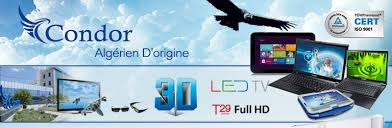 Condor
Algérien D'origine
CERT
ISO 9001
3D
LED TV
T29 Full HD